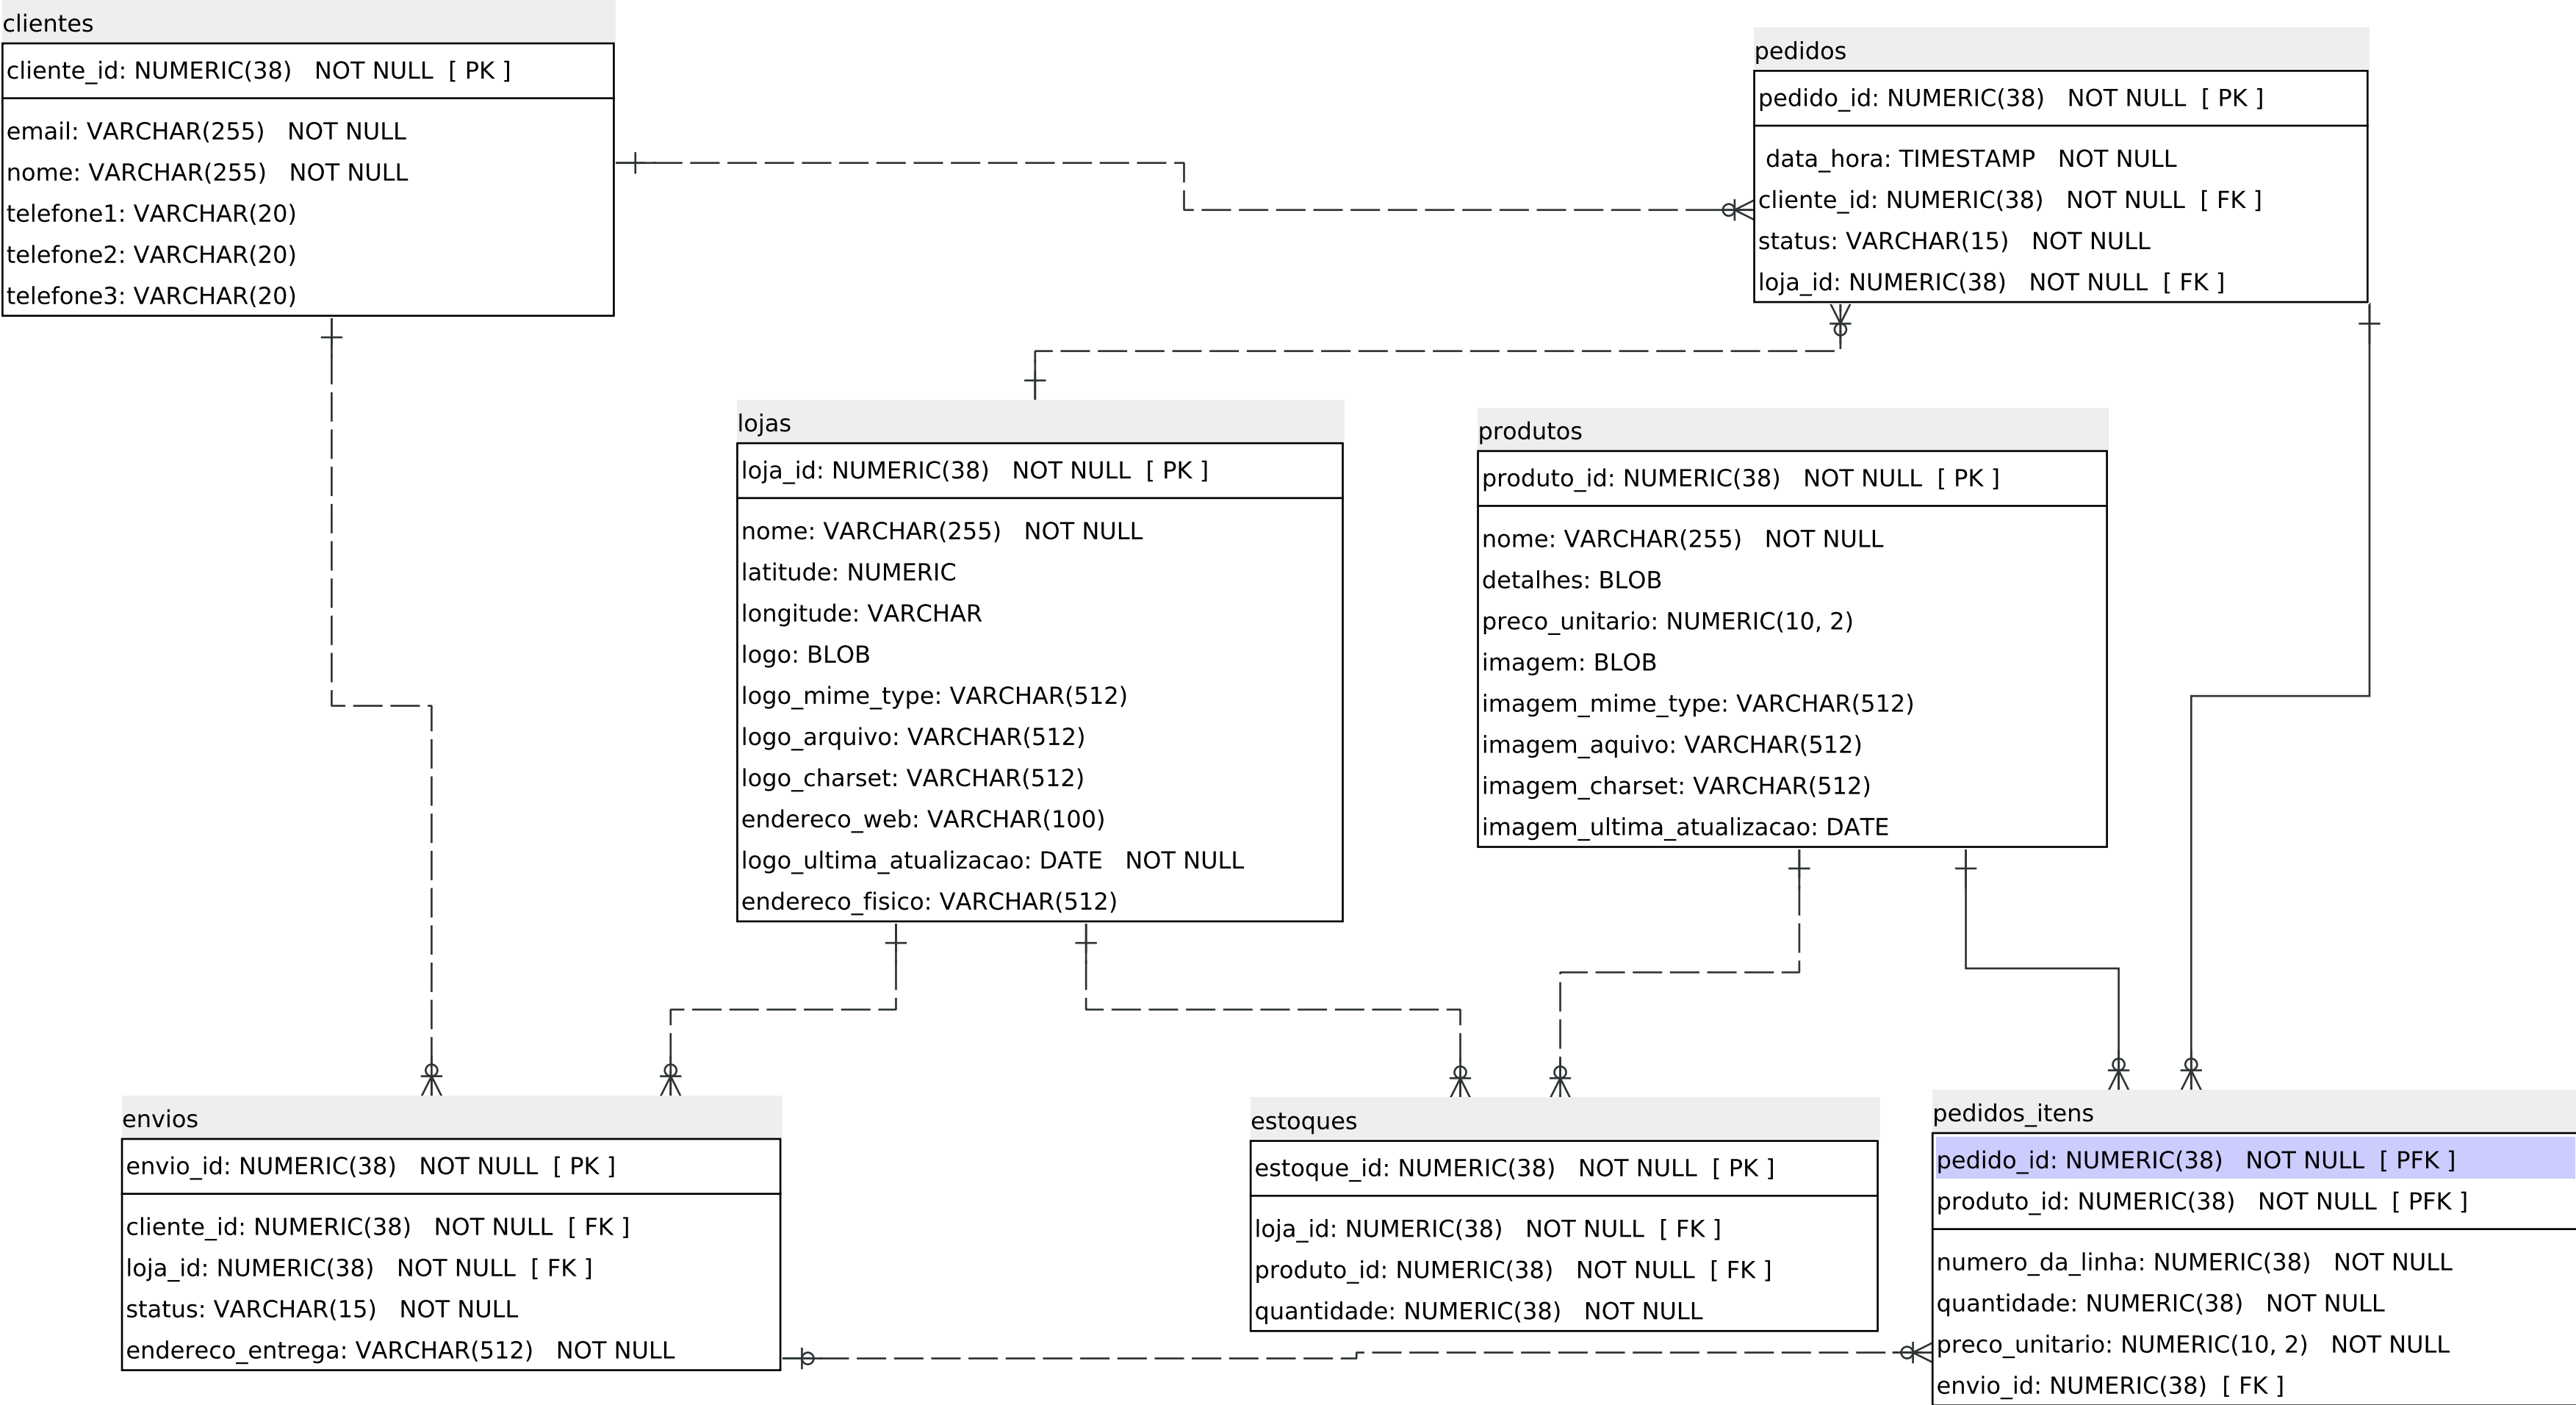 clientes
cliente_id: NUMERIC(38) NOT NULL [ PK ]
email: VARCHAR(255) NOT NULL
nome: VARCHAR(255) NOT NULL
telefone1: VARCHAR(20)
telefone2: VARCHAR(20)
telefone3: VARCHAR(20)
pedidos
pedido_id: NUMERIC(38) NOT NULL [ PK ]
data_hora: TIMESTAMP NOT NULL
cliente_id: NUMERIC(38) NOT NULL [ FK ]
status: VARCHAR(15) NOT NULL
loja_id: NUMERIC(38) NOT NULL [ FK ]
lojas
loja_id: NUMERIC(38) NOT NULL [ PK ]
nome: VARCHAR(255) NOT NULL
latitude: NUMERIC
longitude: VARCHAR
logo: BLOB
logo_mime_type: VARCHAR(512)
logo_arquivo: VARCHAR(512)
logo_charset: VARCHAR(512)
endereco_web: VARCHAR(100)
logo_ultima_atualizacao: DATE NOT NULL
endereco_fisico: VARCHAR(512)
produtos
produto_id: NUMERIC(38) NOT NULL [ PK ]
nome: VARCHAR(255) NOT NULL
detalhes: BLOB
preco_unitario: NUMERIC(10, 2)
imagem: BLOB
imagem_mime_type: VARCHAR(512)
imagem_aquivo: VARCHAR(512)
imagem_charset: VARCHAR(512)
imagem_ultima_atualizacao: DATE
envios
envio_id: NUMERIC(38) NOT NULL [ PK ]
cliente_id: NUMERIC(38) NOT NULL [ FK ]
loja_id: NUMERIC(38) NOT NULL [ FK ]
status: VARCHAR(15) NOT NULL
endereco_entrega: VARCHAR(512) NOT NULL
estoques
estoque_id: NUMERIC(38) NOT NULL [ PK ]
loja_id: NUMERIC(38) NOT NULL [ FK ]
produto_id: NUMERIC(38) NOT NULL [ FK ]
quantidade: NUMERIC(38) NOT NULL
pedidos_itens
pedido_id: NUMERIC(38) NOT NULL [ PFK ]
produto_id: NUMERIC(38) NOT NULL [ PFK ]
numero_da_linha: NUMERIC(38) NOT NULL
quantidade: NUMERIC(38) NOT NULL
preco_unitario: NUMERIC(10, 2) NOT NULL
envio_id: NUMERIC(38) [ FK ]